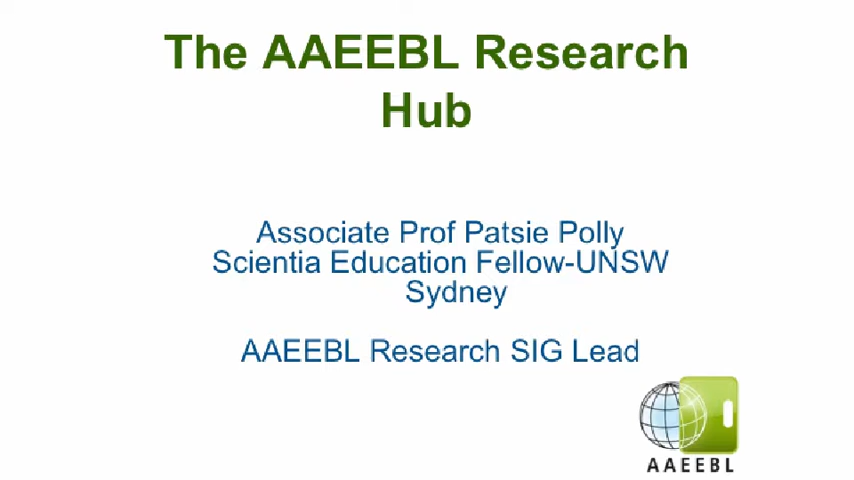 The AAEEBL Research
Hub
Associate Prof Patsie Polly
Scientia Education Fellow-UNSW
Sydney
AAEEBL Research SIG Lead
AAEEBL